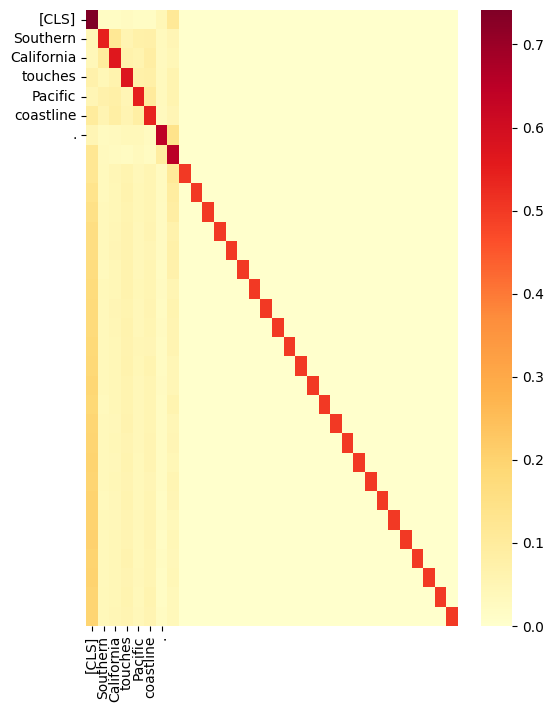 [CLS]
Southern
California
touches
Pacific
coastline
.
0.7
0.6
0.5
0.4
0.3
0.2
0.1
0.0
[CLS]
Southern
California
touches
Pacific
coastline
.